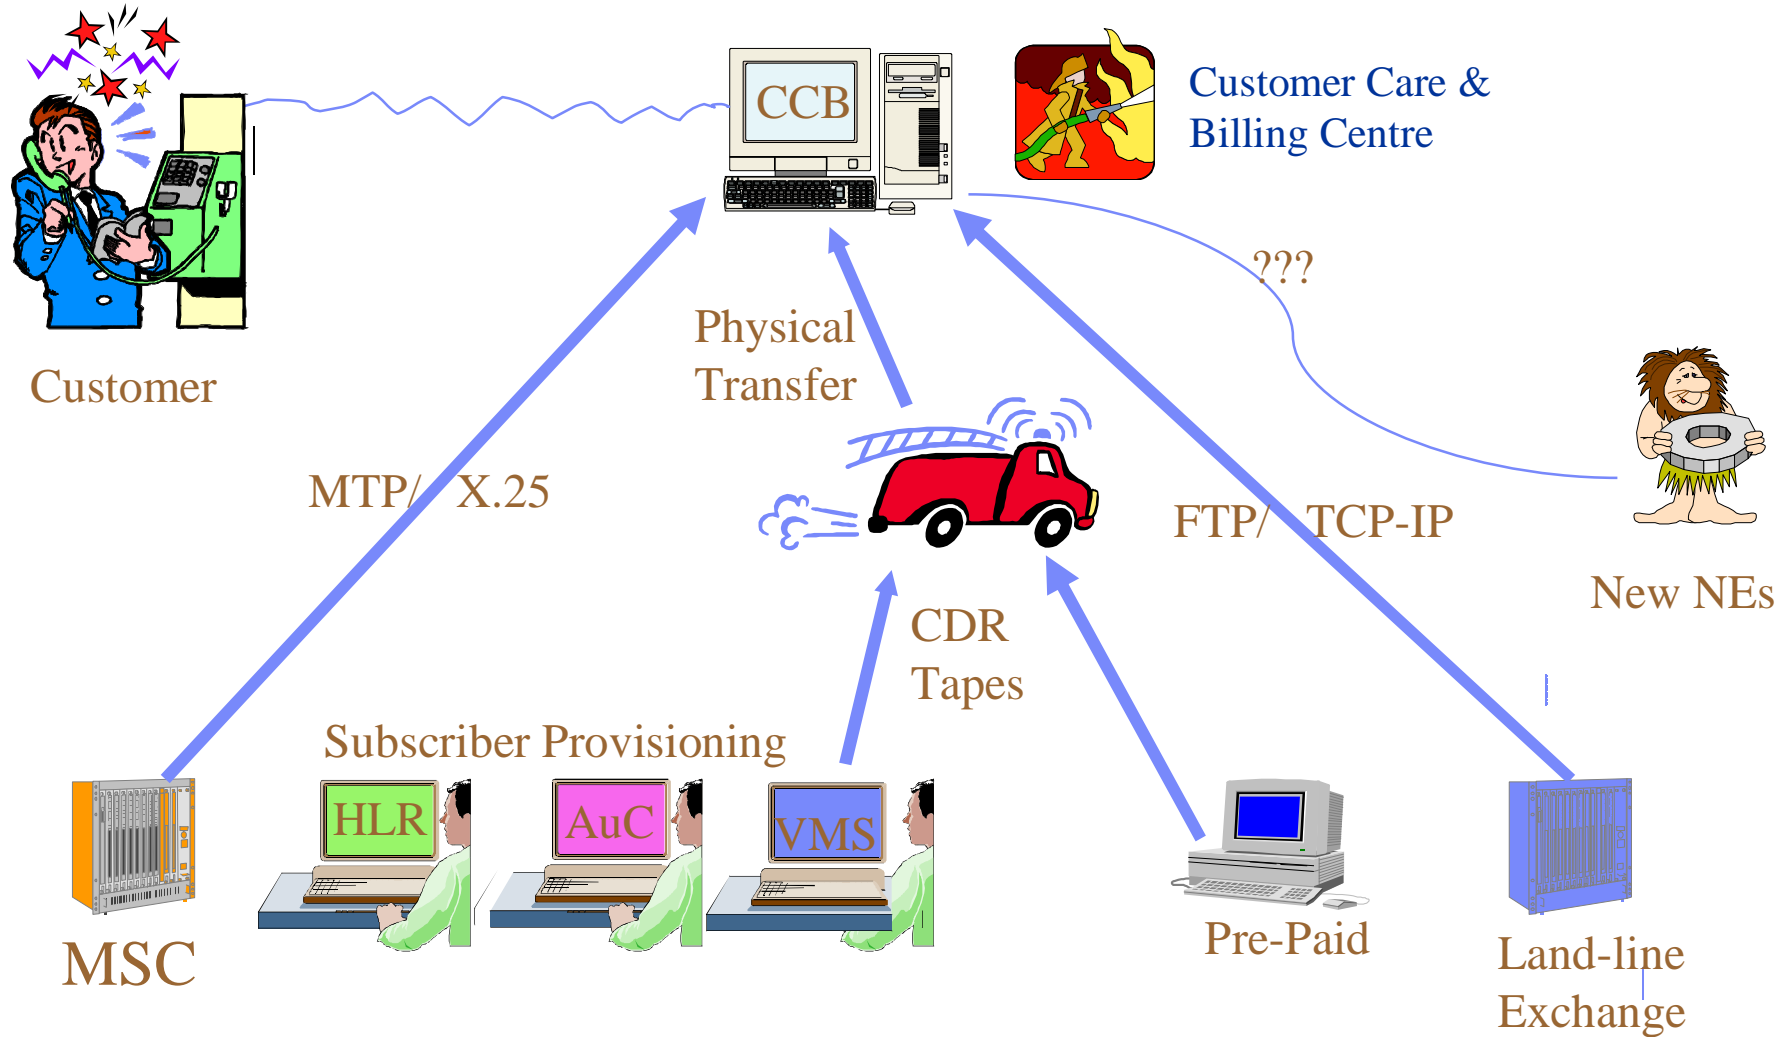 CCB
Customer Care &
Billing Centre
???
Physical
Transfer
Customer
MTP/ X.25
FTP/ TCP-IP
New NEs
CDR
Tapes
Subscriber Provisioning
HLR
AuC
VMS
MSC
Pre-Paid
Land-line
Exchange